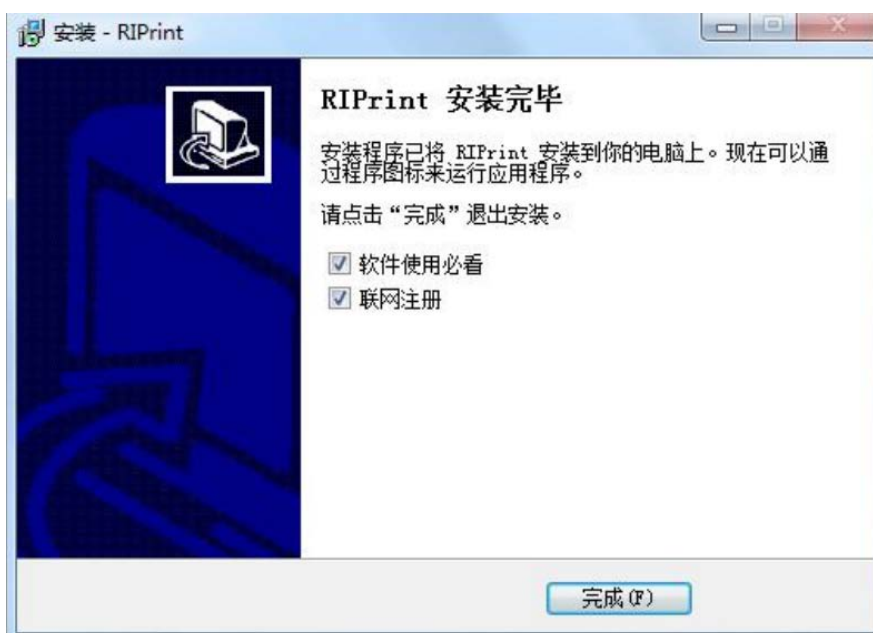 安装 - RIPrint
RIPrint 安装完毕
安装程序已将 RIPrint 安装到你的电脑上。现在可以通
过程序图标来运行应用程序。
请点击“完成”退出安装。
软件使用必看
联网注册
完成(F)